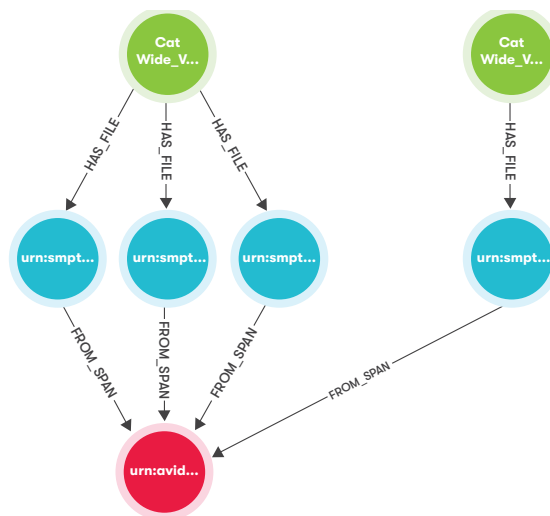 Cat
Wide_V...
Cat
Wide_V...
HAS_FILE
HAS_FILE
HAS_FILE
HAS_FILE
urn:smpt...
urn:smpt...
urn:smpt...
urn:smpt...
FROM_SPAN
FROM_SPAN
FROM_SPAN
FROM_SPAN
urn:avid...